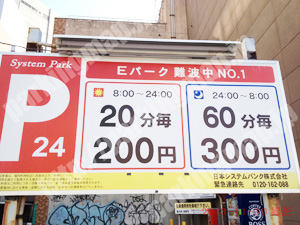 System Park
Eパーク 難波中 NO.1
P
24
8:00〜24:00
20分毎
200円
24:00〜8:00
60分毎
300円
日本システムバンク株式会社
緊急連絡先 0120-162-088
BOSS